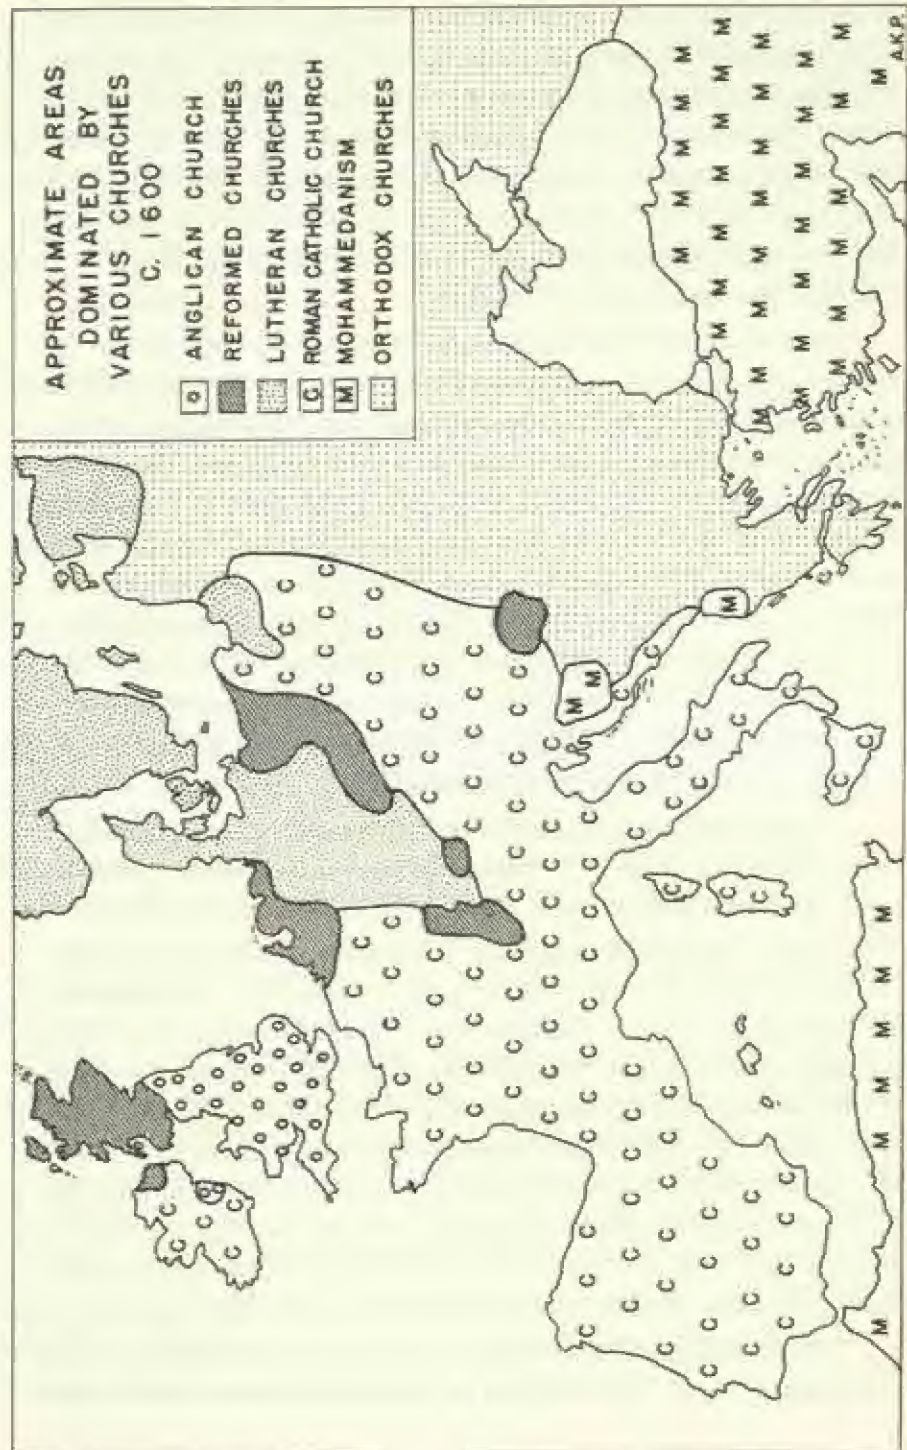 APPROXIMATE AREAS
DOMINATED BY
VARIOUS CHURCHES
C. 1600
O ANGLICAN CHURCH
REFORMED CHURCHES
LUTHERAN CHURCHES
C ROMAN CATHOLIC CHURCH
M MOHAMMEDANISM
ORTHODOX CHURCHES
A.K.P.